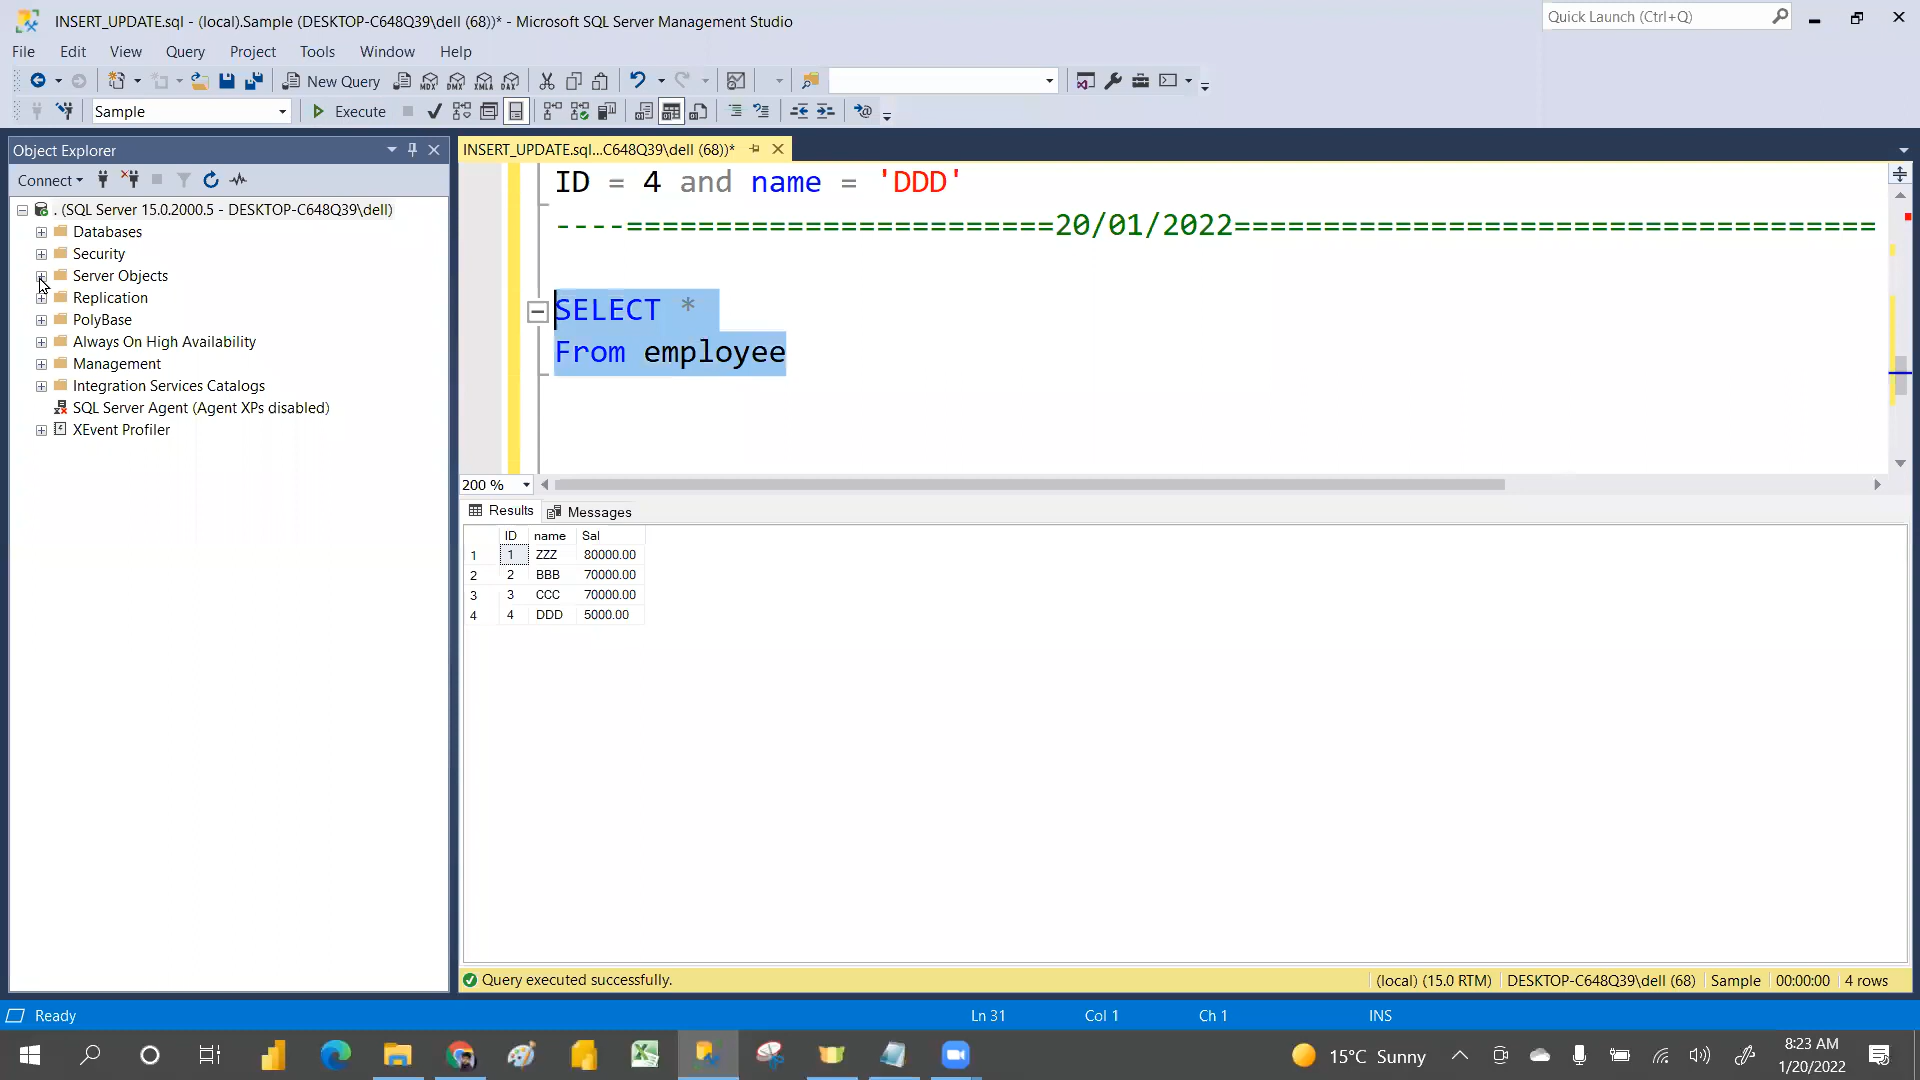 INSERT_UPDATE.sql - (local).Sample (DESKTOP-C648Q39\dell (68))* - Microsoft SQL Server Management Studio
Quick Launch (Ctrl+Q)
File Edit View Query Project Tools Window Help
New Query
Sample Execute
Object Explorer
Connect
. (SQL Server 15.0.2000.5 - DESKTOP-C648Q39\dell)
Databases
Security
Server Objects
Replication
PolyBase
Always On High Availability
Management
Integration Services Catalogs
SQL Server Agent (Agent XPs disabled)
XEvent Profiler
INSERT_UPDATE.sql...C648Q39\dell (68))*
ID = 4 and name = 'DDD'
----========================20/01/2022====================================
SELECT *
From employee
200 %
Results Messages
ID name Sal
1 1 ZZZ 80000.00
2 2 BBB 70000.00
3 3 CCC 70000.00
4 4 DDD 5000.00
Query executed successfully.
(local) (15.0 RTM) DESKTOP-C648Q39\dell (68) Sample 00:00:00 4 rows
Ready Ln 31 Col 1 Ch 1 INS
15°C Sunny
8:23 AM
1/20/2022